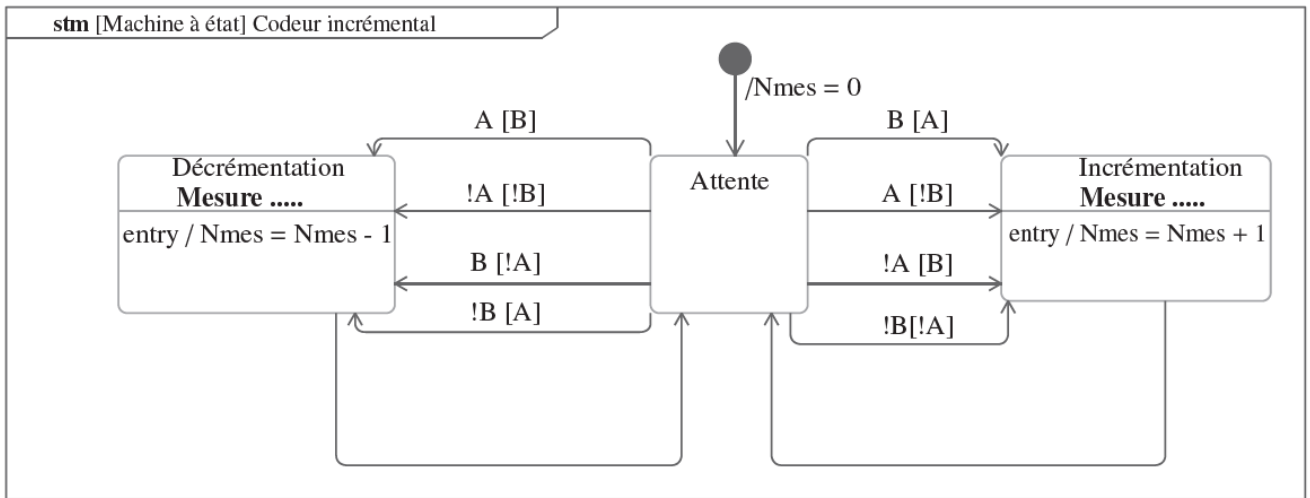 stm [Machine à état] Codeur incrémental
/Nmes = 0
A [B]
B [A]
Décrémentation
Mesure .....
Attente
Incrémentation
Mesure .....
!A [!B]
A [!B]
entry / Nmes = Nmes - 1
entry / Nmes = Nmes + 1
B [!A]
!A [B]
!B [A]
!B[!A]